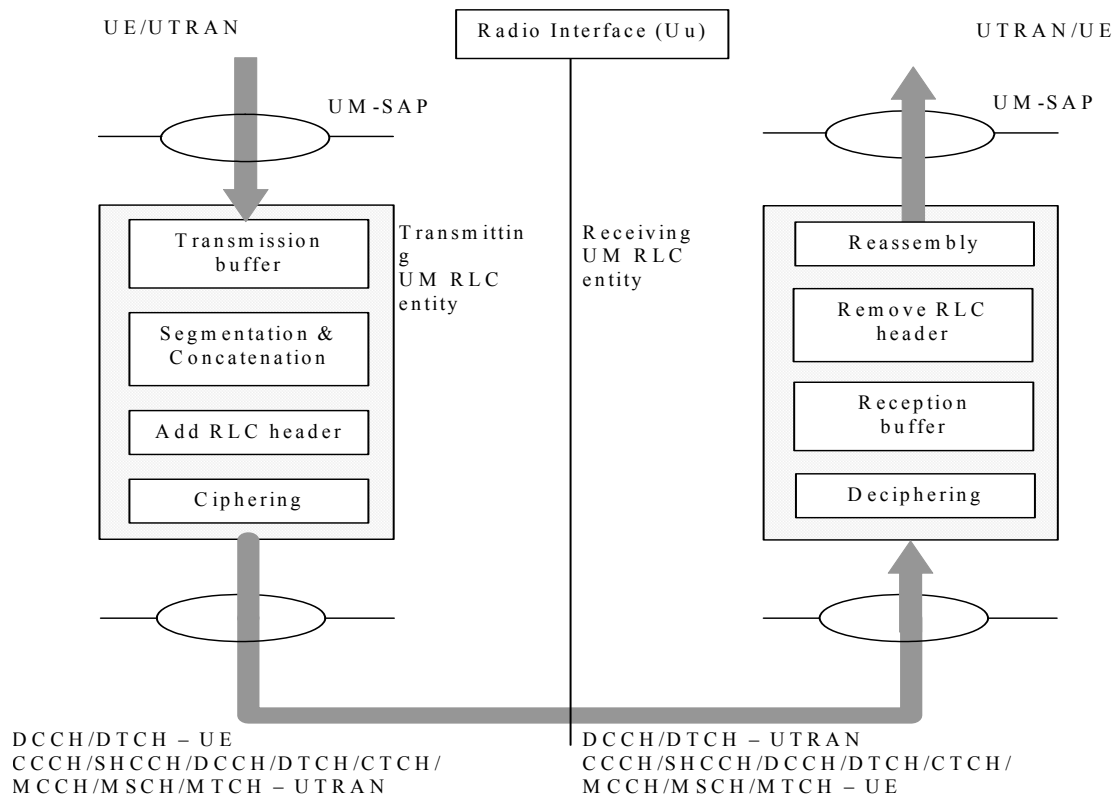 UE/UTRAN
Radio Interface (Uu)
UTRAN/UE
UM-SAP
UM-SAP
Transmission
buffer
Segmentation &
Concatenation
Add RLC header
Ciphering
Transmittin
g
UM RLC
entity
Receiving
UM RLC
entity
Reassembly
Remove RLC
header
Reception
buffer
Deciphering
DCCH/DTCH – UE
CCCH/SHCCH/DCCH/DTCH/CTCH/
MCCH/MSCH/MTCH – UTRAN
DCCH/DTCH – UTRAN
CCCH/SHCCH/DCCH/DTCH/CTCH/
MCCH/MSCH/MTCH – UE